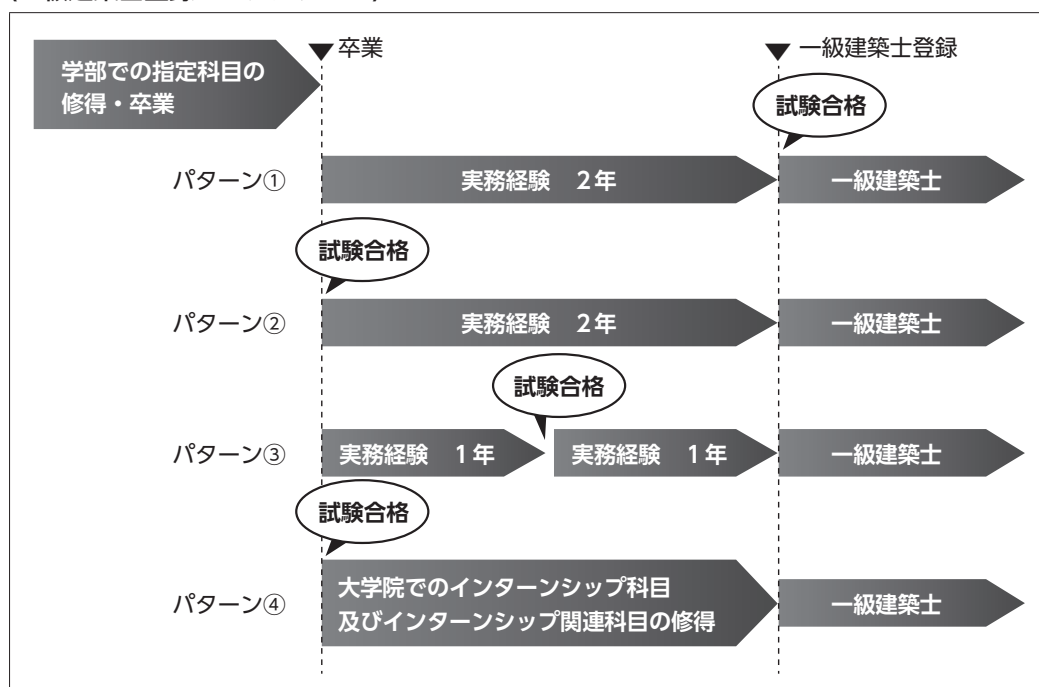 ▼卒業
▼一級建築士登録
学部での指定科目の
修得・卒業
試験合格
パターン①
実務経験 2年
一級建築士
試験合格
パターン②
実務経験 2年
一級建築士
試験合格
パターン③
実務経験 1年
実務経験 1年
一級建築士
試験合格
パターン④
大学院でのインターンシップ科目
及びインターンシップ関連科目の修得
一級建築士